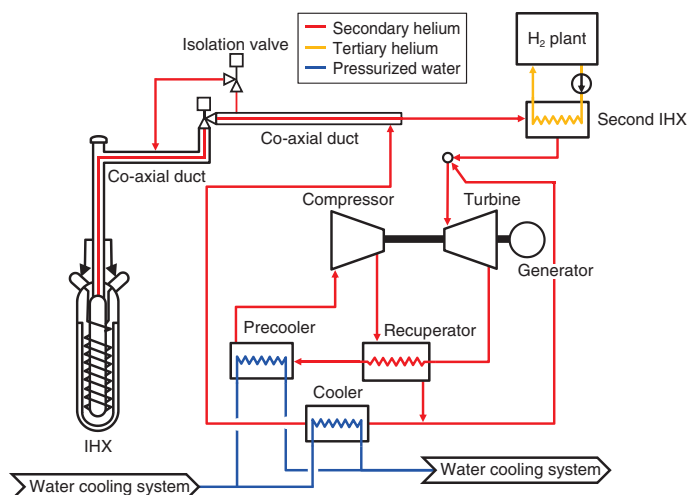 Isolation valve
Secondary helium
Tertiary helium
Pressurized water
H₂ plant
Second IHX
Co-axial duct
Co-axial duct
Compressor
Turbine
Generator
Precooler
Recuperator
Cooler
IHX
Water cooling system
Water cooling system